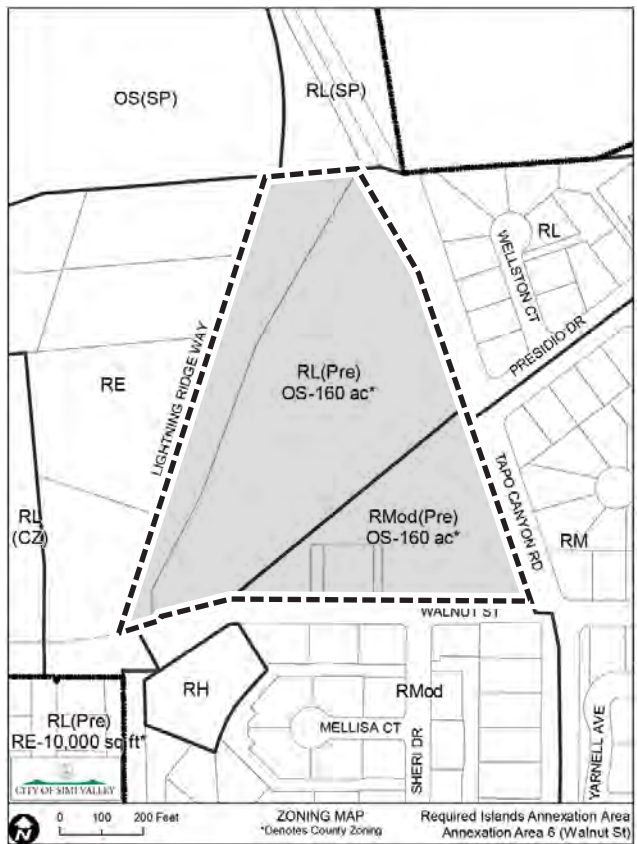 OS(SP)
RL(SP)
RL
WELLSTON CT
PRESIDIO DR
LIGHTNING RIDGE WAY
RE
RL(Pre)
OS-160 ac*
RL
(CZ)
RMod(Pre)
OS-160 ac*
TAPO CANYON RD
RM
WALNUT ST
RH
RMod
RL(Pre)
RE-10,000 sq ft*
MELLISA CT
SHERI DR
YARNELL AVE
CITY OF SIMI VALLEY
N
0 100 200 Feet
ZONING MAP
*Denotes County Zoning
Required Islands Annexation Area
Annexation Area 6 (Walnut St)